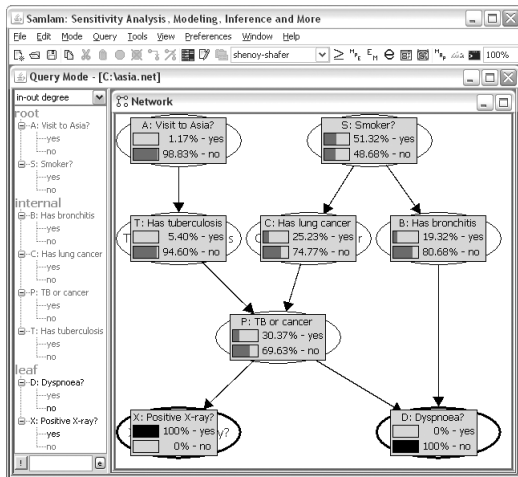 Samlam: Sensitivity Analysis, Modeling, Inference and More
File Edit Mode Query Tools View Preferences Window Help
shenoy-shafer
100%
Query Mode - [C:\asia.net]
in-out degree
root
A: Visit to Asia?
yes
no
S: Smoker?
yes
no
internal
B: Has bronchitis
yes
no
C: Has lung cancer
yes
no
P: TB or cancer
yes
no
T: Has tuberculosis
yes
no
leaf
D: Dyspnoea?
yes
no
X: Positive X-ray?
yes
no
Network
A: Visit to Asia?
1.17% - yes
98.83% - no
S: Smoker?
51.32% - yes
48.68% - no
T: Has tuberculosis
5.40% - yes
94.60% - no
C: Has lung cancer
25.23% - yes
74.77% - no
B: Has bronchitis
19.32% - yes
80.68% - no
P: TB or cancer
30.37% - yes
69.63% - no
X: Positive X-ray?
100% - yes
0% - no
D: Dyspnoea?
0% - yes
100% - no